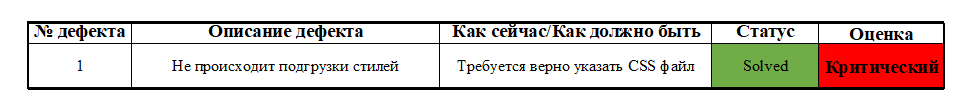 № дефекта Описание дефекта Как сейчас/Как должно быть Статус Оценка
1 Не происходит подгрузки стилей Требуется верно указать CSS файл Solved Критический